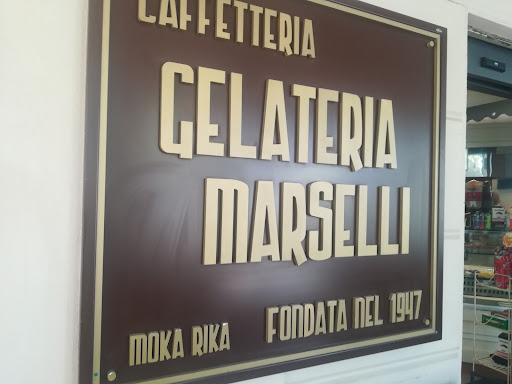 CAFFETTERIA
GELATERIA
MARSELLI
MOKA RIKA FONDATA NEL 1947